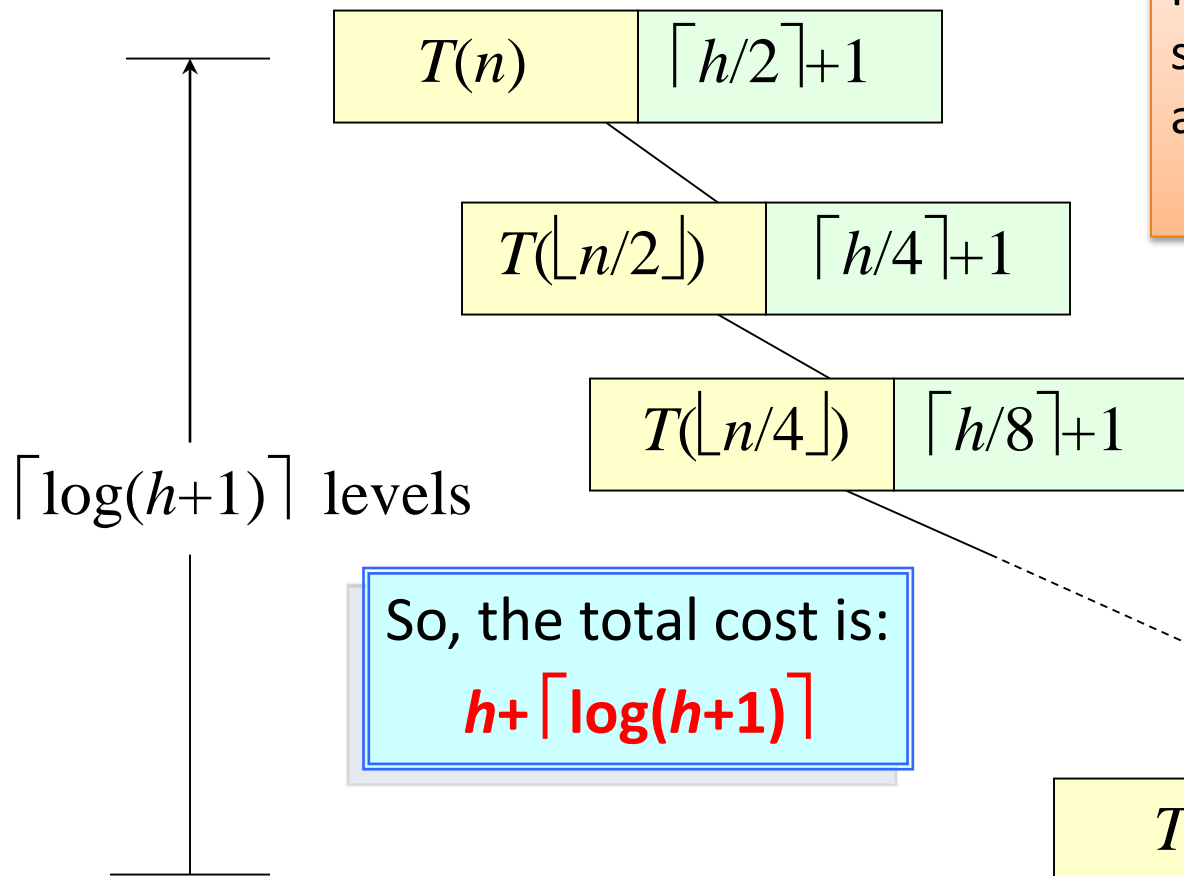 T(n) ⌈h/2⌉+1
s
a
T(⌊n/2⌋) ⌈h/4⌉+1
T(⌊n/4⌋) ⌈h/8⌉+1
⌈log(h+1)⌉ levels
So, the total cost is:
h+⌈log(h+1)⌉
T